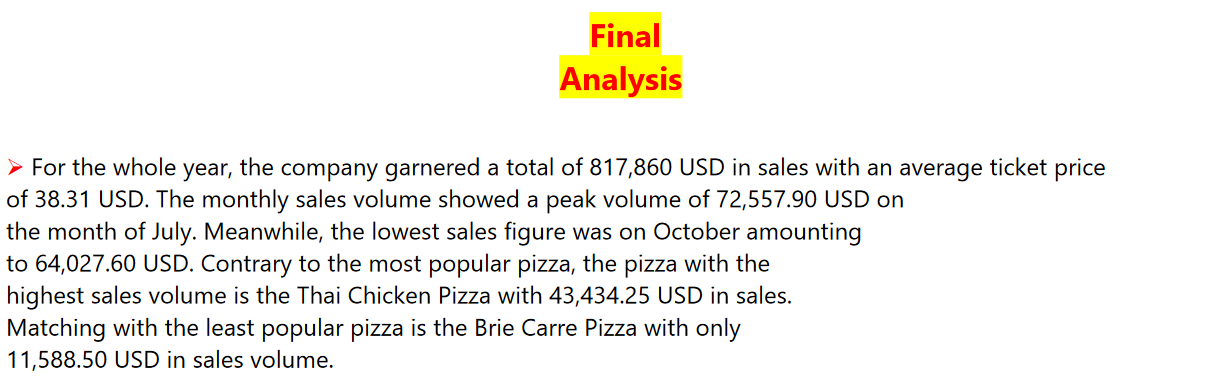 Final
Analysis
➢ For the whole year, the company garnered a total of 817,860 USD in sales with an average ticket price
of 38.31 USD. The monthly sales volume showed a peak volume of 72,557.90 USD on
the month of July. Meanwhile, the lowest sales figure was on October amounting
to 64,027.60 USD. Contrary to the most popular pizza, the pizza with the
highest sales volume is the Thai Chicken Pizza with 43,434.25 USD in sales.
Matching with the least popular pizza is the Brie Carre Pizza with only
11,588.50 USD in sales volume.